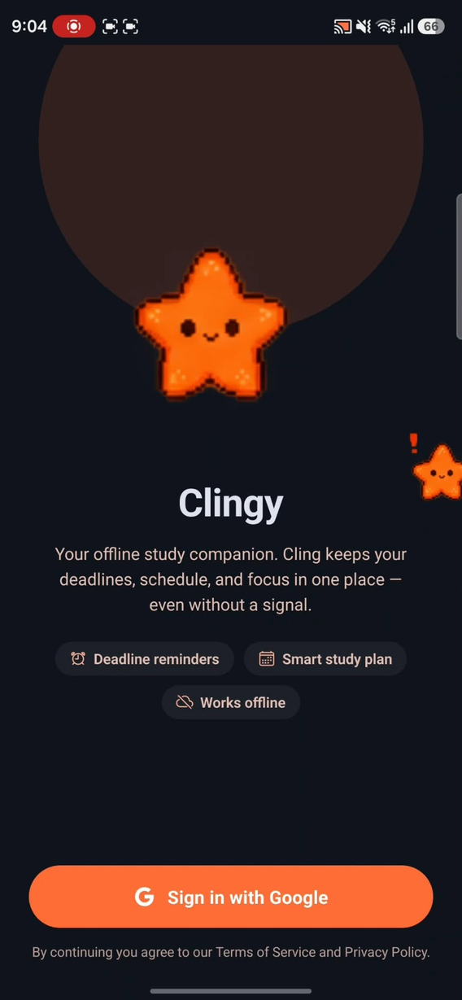 9:04
5
66
!
Clingy
Your offline study companion. Cling keeps your
deadlines, schedule, and focus in one place —
even without a signal.
Deadline reminders
Smart study plan
Works offline
G Sign in with Google
By continuing you agree to our Terms of Service and Privacy Policy.